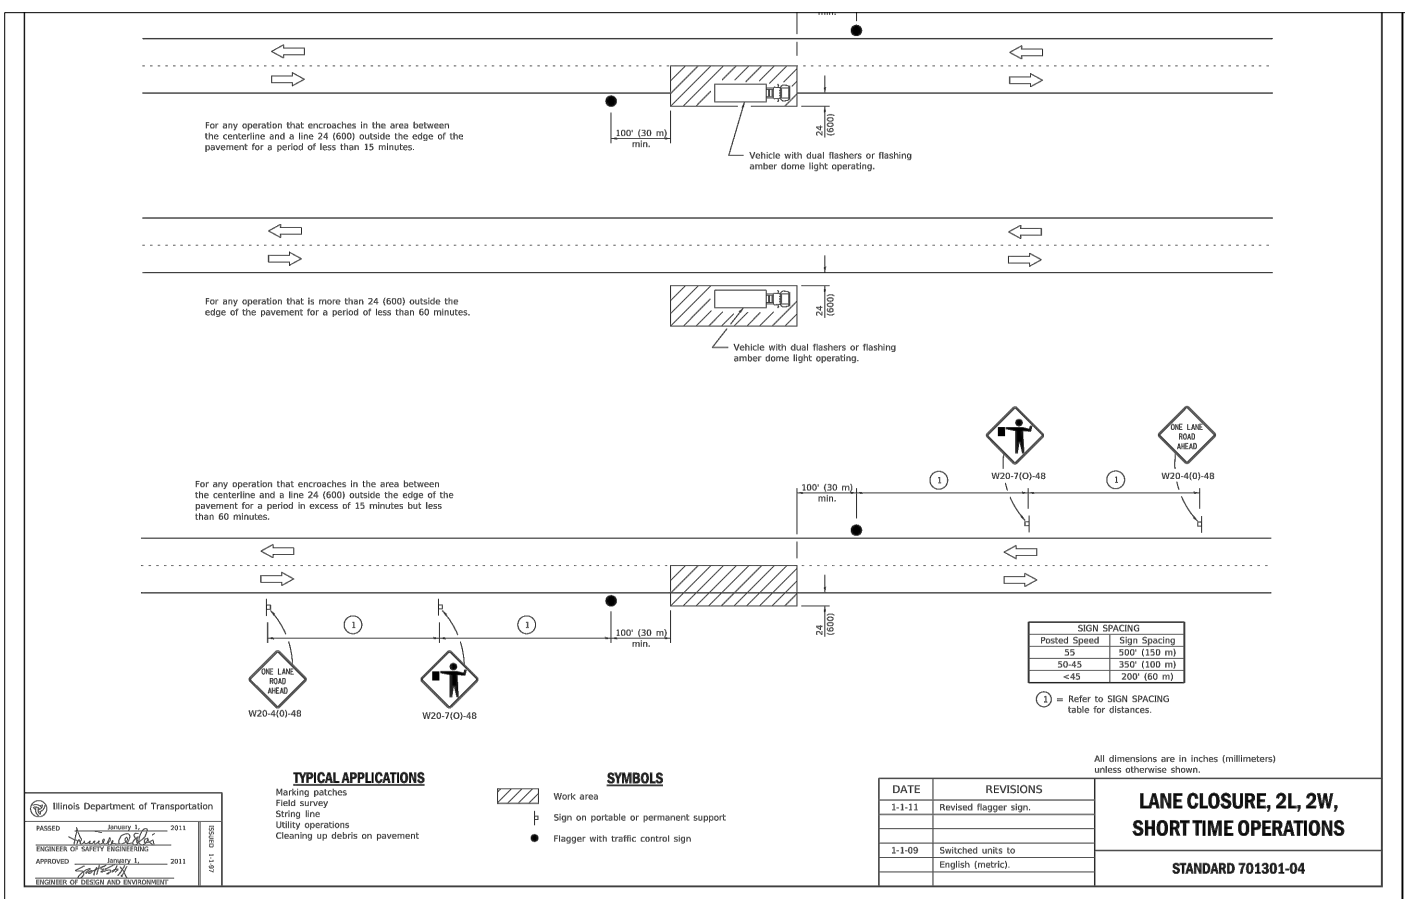 min.
For any operation that encroaches in the area between
the centerline and a line 24 (600) outside the edge of the
pavement for a period of less than 15 minutes.
100' (30 m)
min.
24
(600)
Vehicle with dual flashers or flashing
amber dome light operating.
For any operation that is more than 24 (600) outside the
edge of the pavement for a period of less than 60 minutes.
24
(600)
Vehicle with dual flashers or flashing
amber dome light operating.
ONE LANE
ROAD
AHEAD
W20-7(O)-48
W20-4(0)-48
For any operation that encroaches in the area between
the centerline and a line 24 (600) outside the edge of the
pavement for a period in excess of 15 minutes but less
than 60 minutes.
100' (30 m)
min.
1
1
1
1
100' (30 m)
min.
24
(600)
ONE LANE
ROAD
AHEAD
W20-4(0)-48
W20-7(O)-48
SIGN SPACING
Posted Speed Sign Spacing
55 500' (150 m)
50-45 350' (100 m)
<45 200' (60 m)
1 = Refer to SIGN SPACING
table for distances.
All dimensions are in inches (millimeters)
unless otherwise shown.
TYPICAL APPLICATIONS
Marking patches
Field survey
String line
Utility operations
Cleaning up debris on pavement
SYMBOLS
Work area
Sign on portable or permanent support
Flagger with traffic control sign
Illinois Department of Transportation
PASSED January 1, 2011
ENGINEER OF SAFETY ENGINEERING
APPROVED January 1, 2011
ENGINEER OF DESIGN AND ENVIRONMENT
ISSUED 1-1-97
DATE REVISIONS
1-1-11 Revised flagger sign.
1-1-09 Switched units to
English (metric).
LANE CLOSURE, 2L, 2W,
SHORT TIME OPERATIONS
STANDARD 701301-04